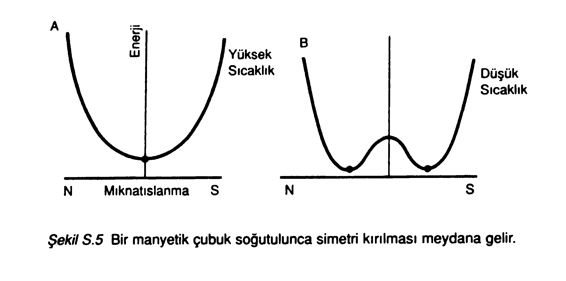 A
Enerji
Yüksek
Sıcaklık
N Mıknatıslanma S
B
Düşük
Sıcaklık
N S
Şekil S.5 Bir manyetik çubuk soğutulunca simetri kırılması meydana gelir.